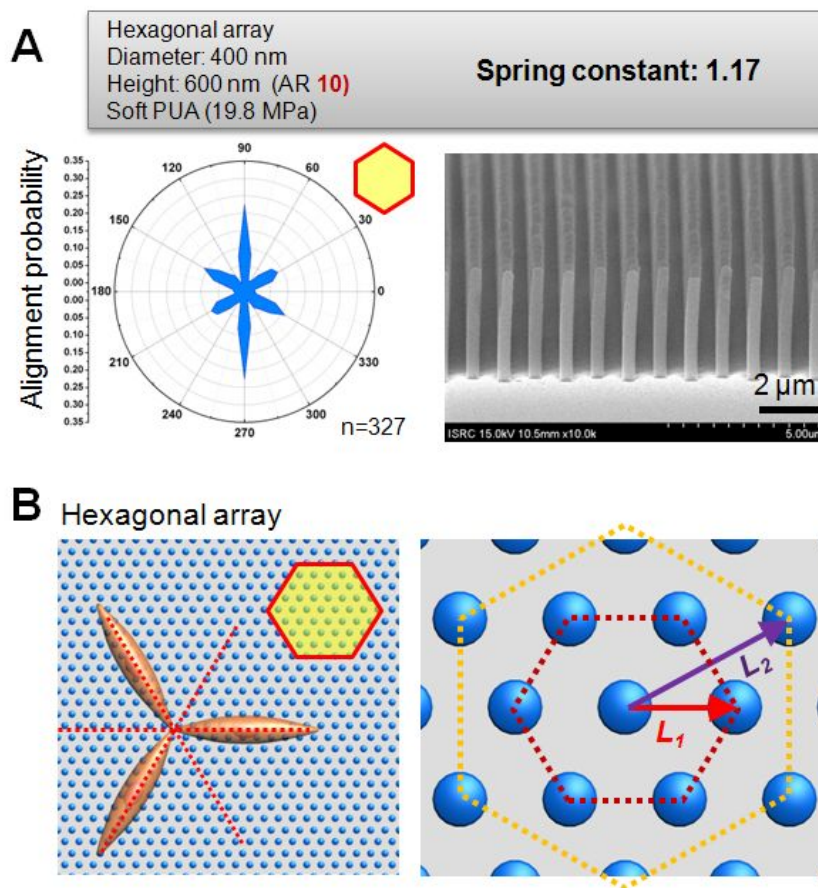 A
Hexagonal array
Diameter: 400 nm
Height: 600 nm (AR 10)
Soft PUA (19.8 MPa)
Spring constant: 1.17
Alignment probability
0.35
0.30
0.25
0.20
0.15
0.10
0.05
0.00
0.00
0.05
0.10
0.15
0.20
0.25
0.30
0.35
90
120
60
150
30
180
0
210
330
240
300
270
n=327
2 µm
ISRC 15.0kV 10.5mm x10.0k
5.00um
B
Hexagonal array
L2
L1